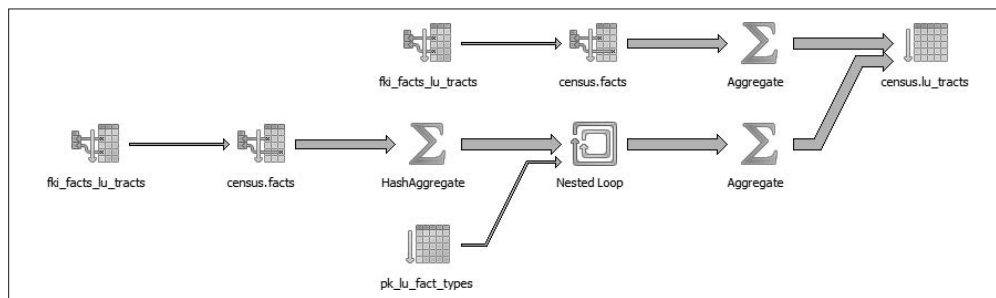 fki_facts_lu_tracts
census.facts
Aggregate
census.lu_tracts
fki_facts_lu_tracts
census.facts
HashAggregate
Nested Loop
Aggregate
pk_lu_fact_types